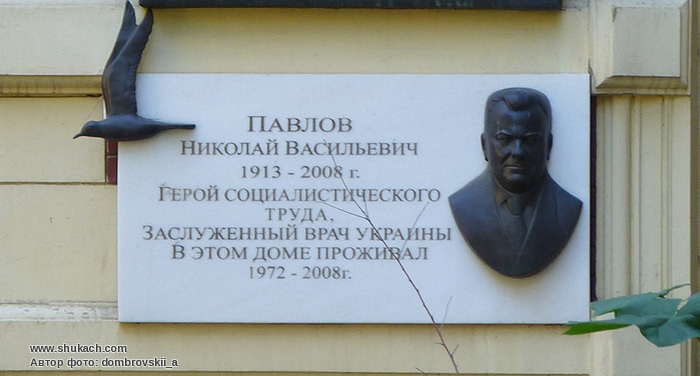 ПАВЛОВ
НИКОЛАЙ ВАСИЛЬЕВИЧ
1913 - 2008 г.
ГЕРОЙ СОЦИАЛИСТИЧЕСКОГО
ТРУДА,
ЗАСЛУЖЕННЫЙ ВРАЧ УКРАИНЫ
В ЭТОМ ДОМЕ ПРОЖИВАЛ
1972 - 2008г.
www.shukach.com
Автор фото: dombrovskii_a